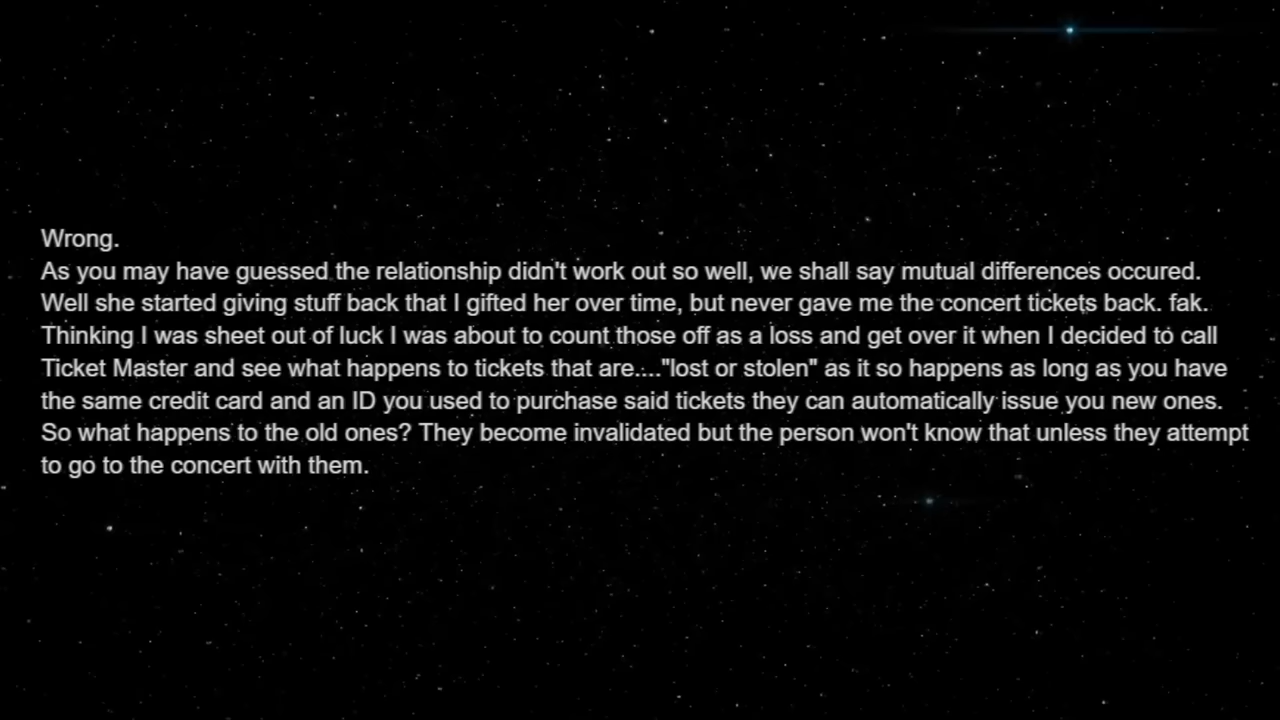 Wrong.
As you may have guessed the relationship didn't work out so well, we shall say mutual differences occured.
Well she started giving stuff back that I gifted her over time, but never gave me the concert tickets back. fak.
Thinking I was sheet out of luck I was about to count those off as a loss and get over it when I decided to call
Ticket Master and see what happens to tickets that are...."lost or stolen" as it so happens as long as you have
the same credit card and an ID you used to purchase said tickets they can automatically issue you new ones.
So what happens to the old ones? They become invalidated but the person won't know that unless they attempt
to go to the concert with them.